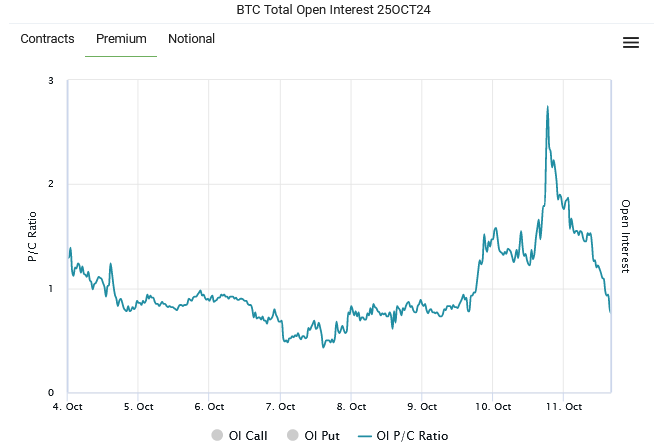 BTC Total Open Interest 25OCT24
Contracts Premium Notional
3
2
1
0
P/C Ratio
Open Interest
4. Oct 5. Oct 6. Oct 7. Oct 8. Oct 9. Oct 10. Oct 11. Oct
OI Call OI Put OI P/C Ratio